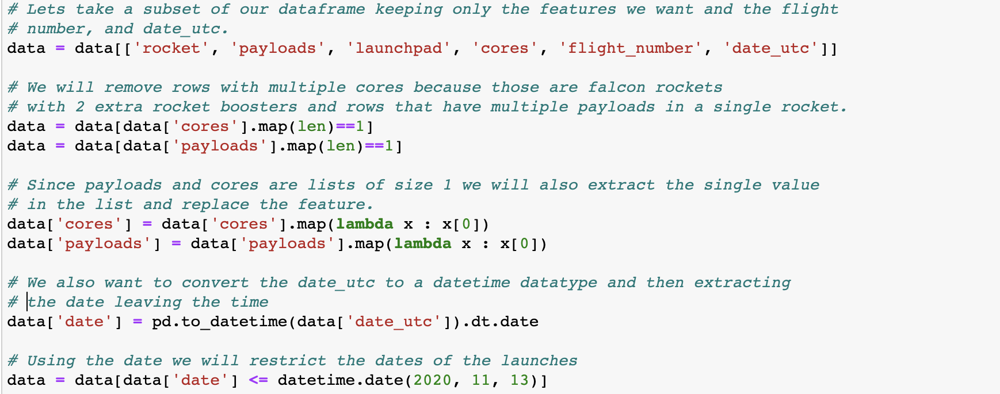 # Lets take a subset of our dataframe keeping only the features we want and the flight
# number, and date_utc.
data = data[['rocket', 'payloads', 'launchpad', 'cores', 'flight_number', 'date_utc']]
# We will remove rows with multiple cores because those are falcon rockets
# with 2 extra rocket boosters and rows that have multiple payloads in a single rocket.
data = data[data['cores'].map(len)==1]
data = data[data['payloads'].map(len)==1]
# Since payloads and cores are lists of size 1 we will also extract the single value
# in the list and replace the feature.
data['cores'] = data['cores'].map(lambda x : x[0])
data['payloads'] = data['payloads'].map(lambda x : x[0])
# We also want to convert the date_utc to a datetime datatype and then extracting
# the date leaving the time
data['date'] = pd.to_datetime(data['date_utc']).dt.date
# Using the date we will restrict the dates of the launches
data = data[data['date'] <= datetime.date(2020, 11, 13)]